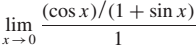 lim x→0 (cos x)/(1 + sin x) / 1